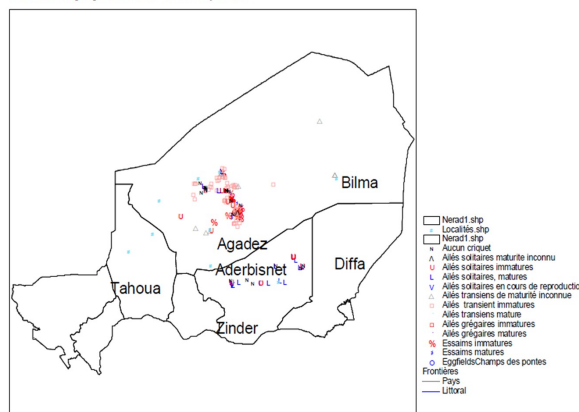 Bilma
Agadez
Aderbisnet
Diffa
Tahoua
Zinder
Nerad1.shp
Localités.shp
Nerad1.shp
Aucun criquet
Ailés solitaires maturite inconnu
Ailés solitaires immatures
Ailés solitaires, matures
Ailés solitaires en cours de reproductio
Ailés transiens de maturité inconnue
Ailés transient immatures
Ailés transiens mature
Ailés grégaires immatures
Ailés grégaires matures
Essaims immatures
Essaims matures
EggfieldsChamps des pontes
Frontières
Pays
Littoral